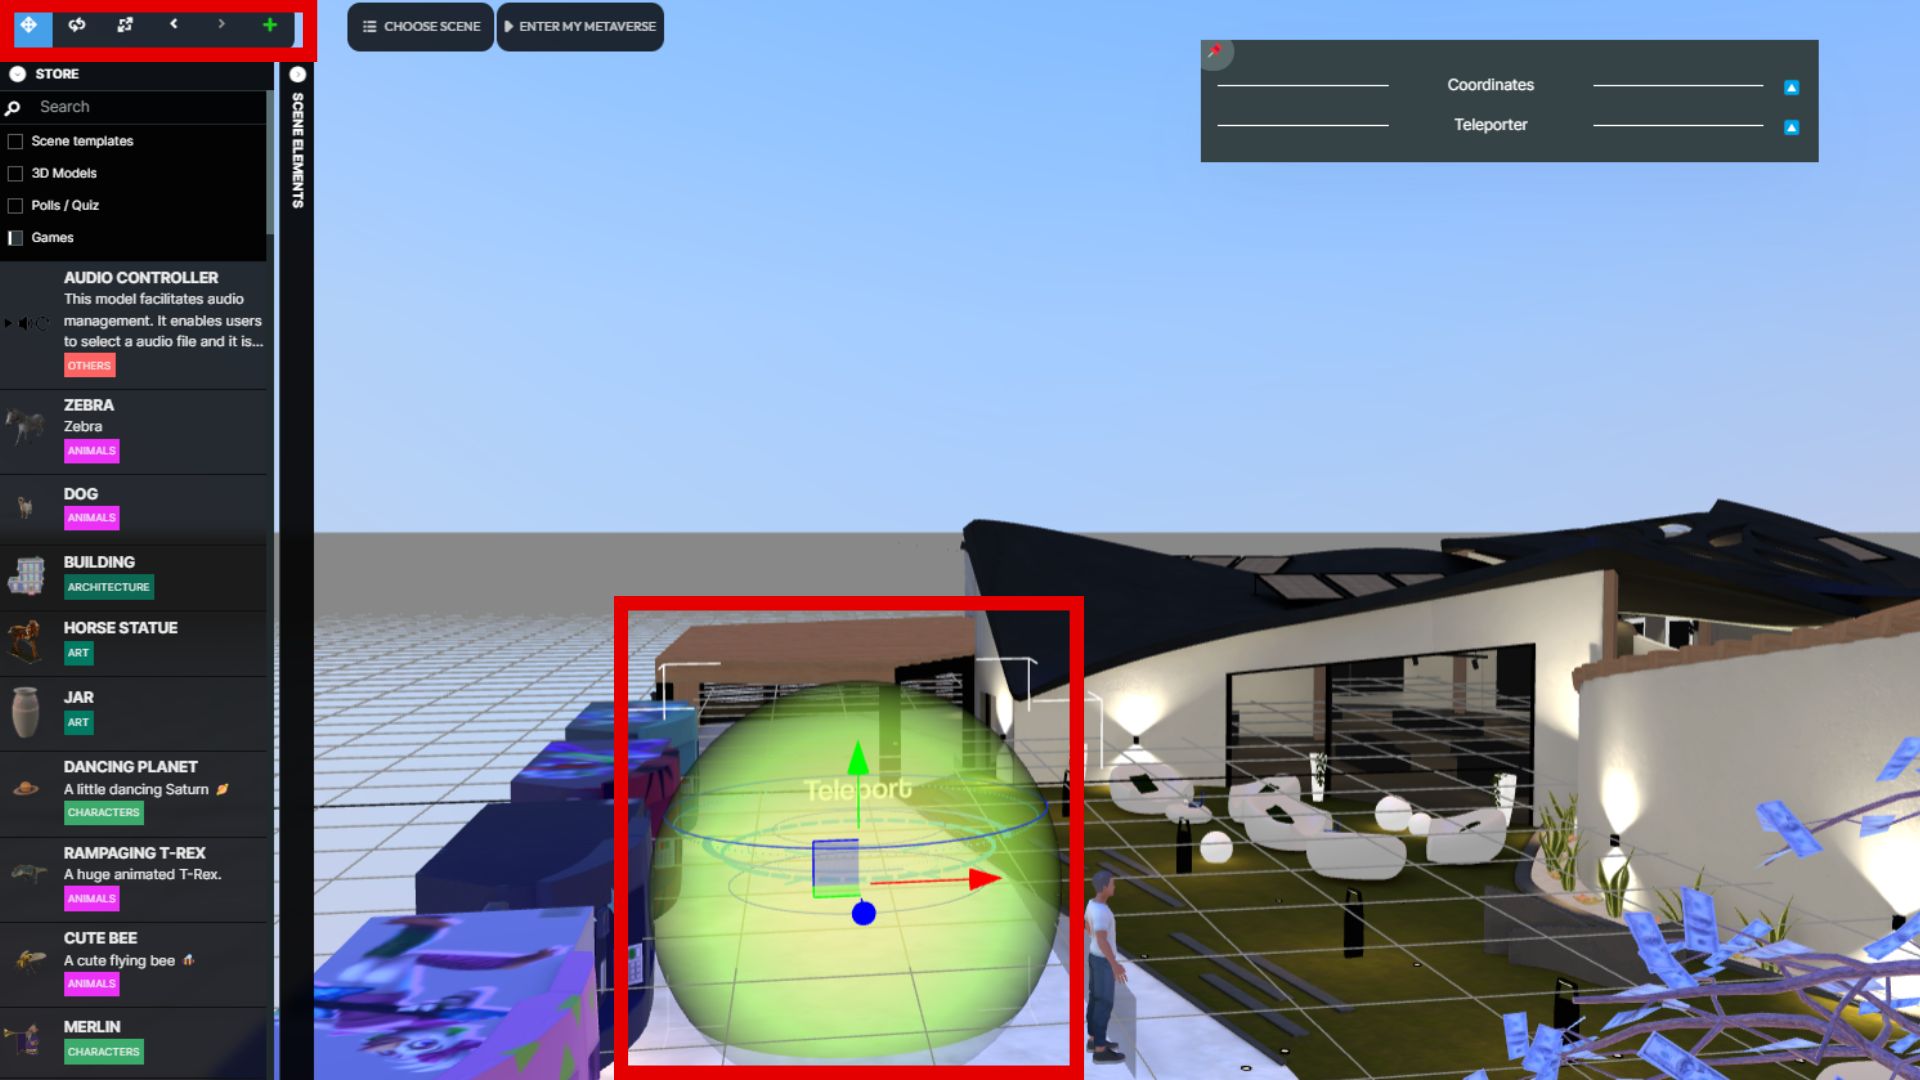 CHOOSE SCENE
ENTER MY METAVERSE
STORE
Search
Scene templates
3D Models
Polls / Quiz
Games
AUDIO CONTROLLER
This model facilitates audio
management. It enables users
to select a audio file and it is...
OTHERS
ZEBRA
Zebra
ANIMALS
DOG
ANIMALS
BUILDING
ARCHITECTURE
HORSE STATUE
ART
JAR
ART
DANCING PLANET
A little dancing Saturn 🪐
CHARACTERS
RAMPAGING T-REX
A huge animated T-Rex.
ANIMALS
CUTE BEE
A cute flying bee 🐝
ANIMALS
MERLIN
CHARACTERS
SCENE ELEMENTS
Coordinates
Teleporter
Teleport